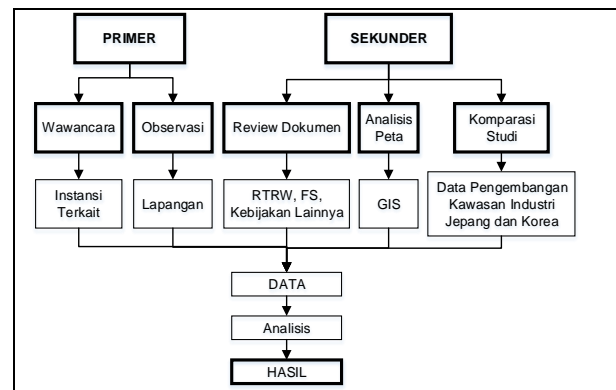 PRIMER
SEKUNDER
Wawancara
Observasi
Review Dokumen
Analisis
Peta
Komparasi
Studi
Instansi
Terkait
Lapangan
RTRW, FS,
Kebijakan Lainnya
GIS
Data Pengembangan
Kawasan Industri
Jepang dan Korea
DATA
Analisis
HASIL